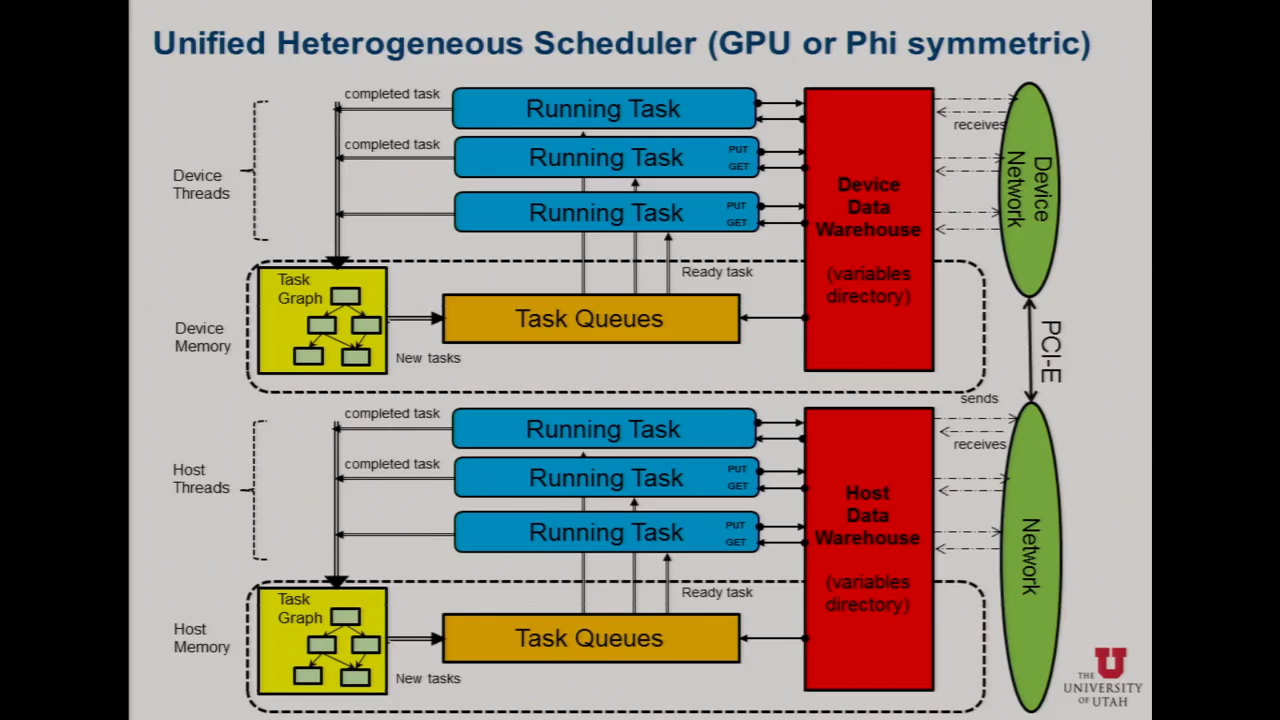 Unified Heterogeneous Scheduler (GPU or Phi symmetric)
completed task
Running Task
completed task
Running Task
PUT
GET
Running Task
PUT
GET
Device
Threads
Device
Data
Warehouse
(variables
directory)
receives
Device
Network
Ready task
Task
Graph
Task Queues
Device
Memory
New tasks
PCI-E
sends
completed task
Running Task
receives
completed task
Running Task
PUT
GET
Running Task
PUT
GET
Host
Threads
Host
Data
Warehouse
(variables
directory)
Network
Ready task
Task
Graph
Task Queues
Host
Memory
New tasks
U
THE
UNIVERSITY
OF UTAH